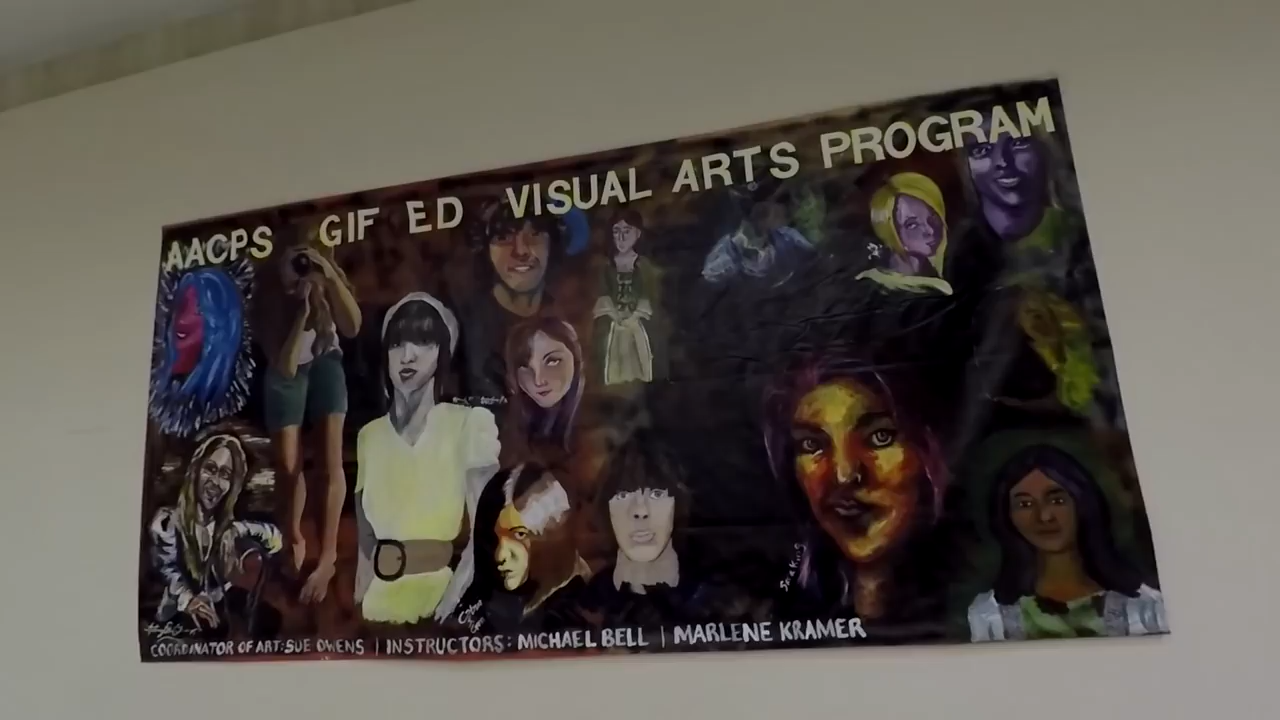 AACPS GIF ED VISUAL ARTS PROGRAM
COORDINATOR OF ART: SUE OWENS | INSTRUCTORS: MICHAEL BELL | MARLENE KRAMER